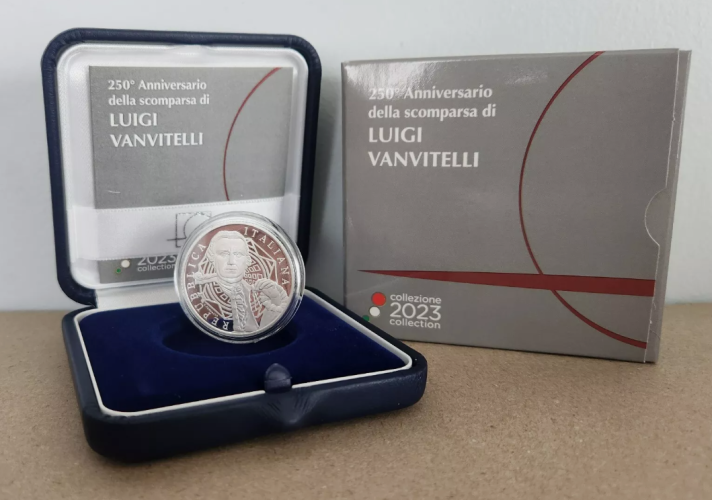 250° Anniversario
della scomparsa di
LUIGI
VANVITELLI
2023
collection
REPUBBLICA ITALIANA
250° Anniversario
della scomparsa di
LUIGI
VANVITELLI
collezione
2023
collection